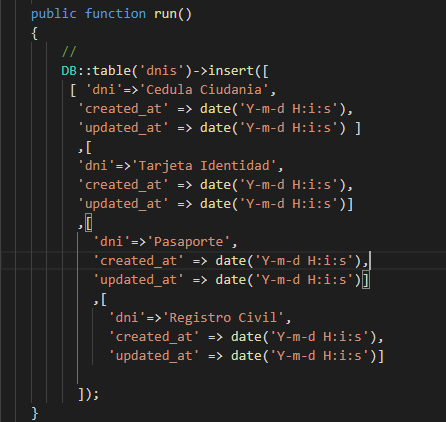 public function run()
{
//
DB::table('dnis')->insert([
[ 'dni'=>'Cedula Ciudania',
'created_at' => date('Y-m-d H:i:s'),
'updated_at' => date('Y-m-d H:i:s') ]
,[
'dni'=>'Tarjeta Identidad',
'created_at' => date('Y-m-d H:i:s'),
'updated_at' => date('Y-m-d H:i:s')]
,[
'dni'=>'Pasaporte',
'created_at' => date('Y-m-d H:i:s'),
'updated_at' => date('Y-m-d H:i:s')]
,[
'dni'=>'Registro Civil',
'created_at' => date('Y-m-d H:i:s'),
'updated_at' => date('Y-m-d H:i:s')]
]);
}